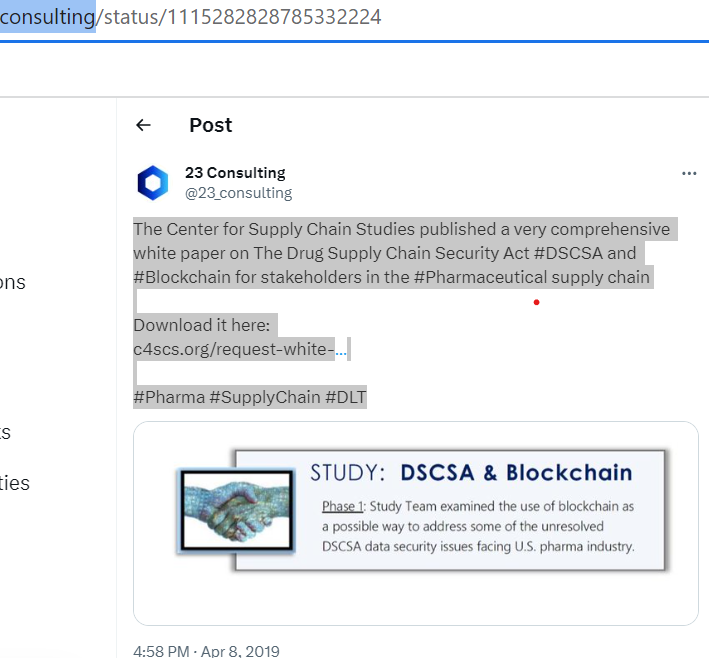 consulting/status/1115282828785332224
Post
23 Consulting
@23_consulting
The Center for Supply Chain Studies published a very comprehensive
white paper on The Drug Supply Chain Security Act #DSCSA and
#Blockchain for stakeholders in the #Pharmaceutical supply chain
ons
Download it here:
c4scs.org/request-white-…
#Pharma #SupplyChain #DLT
s
ties
STUDY: DSCSA & Blockchain
Phase 1: Study Team examined the use of blockchain as
a possible way to address some of the unresolved
DSCSA data security issues facing U.S. pharma industry.
4:58 PM · Apr 8, 2019